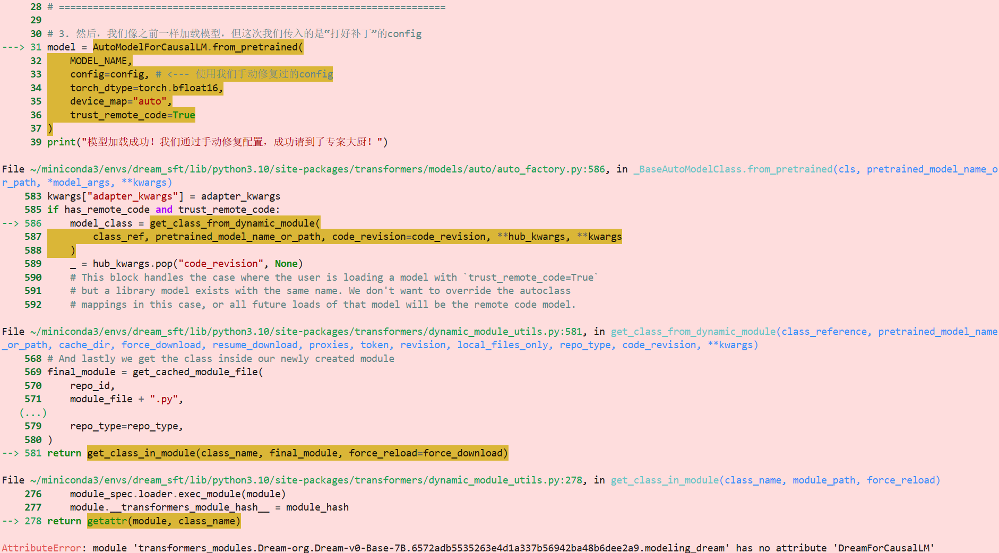 28 # ====================================================================
29
30 # 3. 然后，我们像之前一样加载模型，但这次我们传入的是“打好补丁”的config
---> 31 model = AutoModelForCausalLM.from_pretrained(
32     MODEL_NAME,
33     config=config, # <--- 使用我们手动修复过的config
34     torch_dtype=torch.bfloat16,
35     device_map="auto",
36     trust_remote_code=True
37 )
39 print("模型加载成功！我们通过手动修复配置，成功请到了专案大厨！")
File ~/miniconda3/envs/dream_sft/lib/python3.10/site-packages/transformers/models/auto/auto_factory.py:586, in _BaseAutoModelClass.from_pretrained(cls, pretrained_model_name_o
r_path, *model_args, **kwargs)
583 kwargs["adapter_kwargs"] = adapter_kwargs
585 if has_remote_code and trust_remote_code:
--> 586     model_class = get_class_from_dynamic_module(
587         class_ref, pretrained_model_name_or_path, code_revision=code_revision, **hub_kwargs, **kwargs
588     )
589     _ = hub_kwargs.pop("code_revision", None)
590     # This block handles the case where the user is loading a model with `trust_remote_code=True`
591     # but a library model exists with the same name. We don't want to override the autoclass
592     # mappings in this case, or all future loads of that model will be the remote code model.
File ~/miniconda3/envs/dream_sft/lib/python3.10/site-packages/transformers/dynamic_module_utils.py:581, in get_class_from_dynamic_module(class_reference, pretrained_model_name
_or_path, cache_dir, force_download, resume_download, proxies, token, revision, local_files_only, repo_type, code_revision, **kwargs)
568 # And lastly we get the class inside our newly created module
569 final_module = get_cached_module_file(
570     repo_id,
571     module_file + ".py",
(...)
579     repo_type=repo_type,
580 )
--> 581 return get_class_in_module(class_name, final_module, force_reload=force_download)
File ~/miniconda3/envs/dream_sft/lib/python3.10/site-packages/transformers/dynamic_module_utils.py:278, in get_class_in_module(class_name, module_path, force_reload)
276     module_spec.loader.exec_module(module)
277     module.__transformers_module_hash__ = module_hash
--> 278 return getattr(module, class_name)
AttributeError: module 'transformers_modules.Dream-org.Dream-v0-Base-7B.6572adb5535263e4d1a337b56942ba48b6dee2a9.modeling_dream' has no attribute 'DreamForCausalLM'